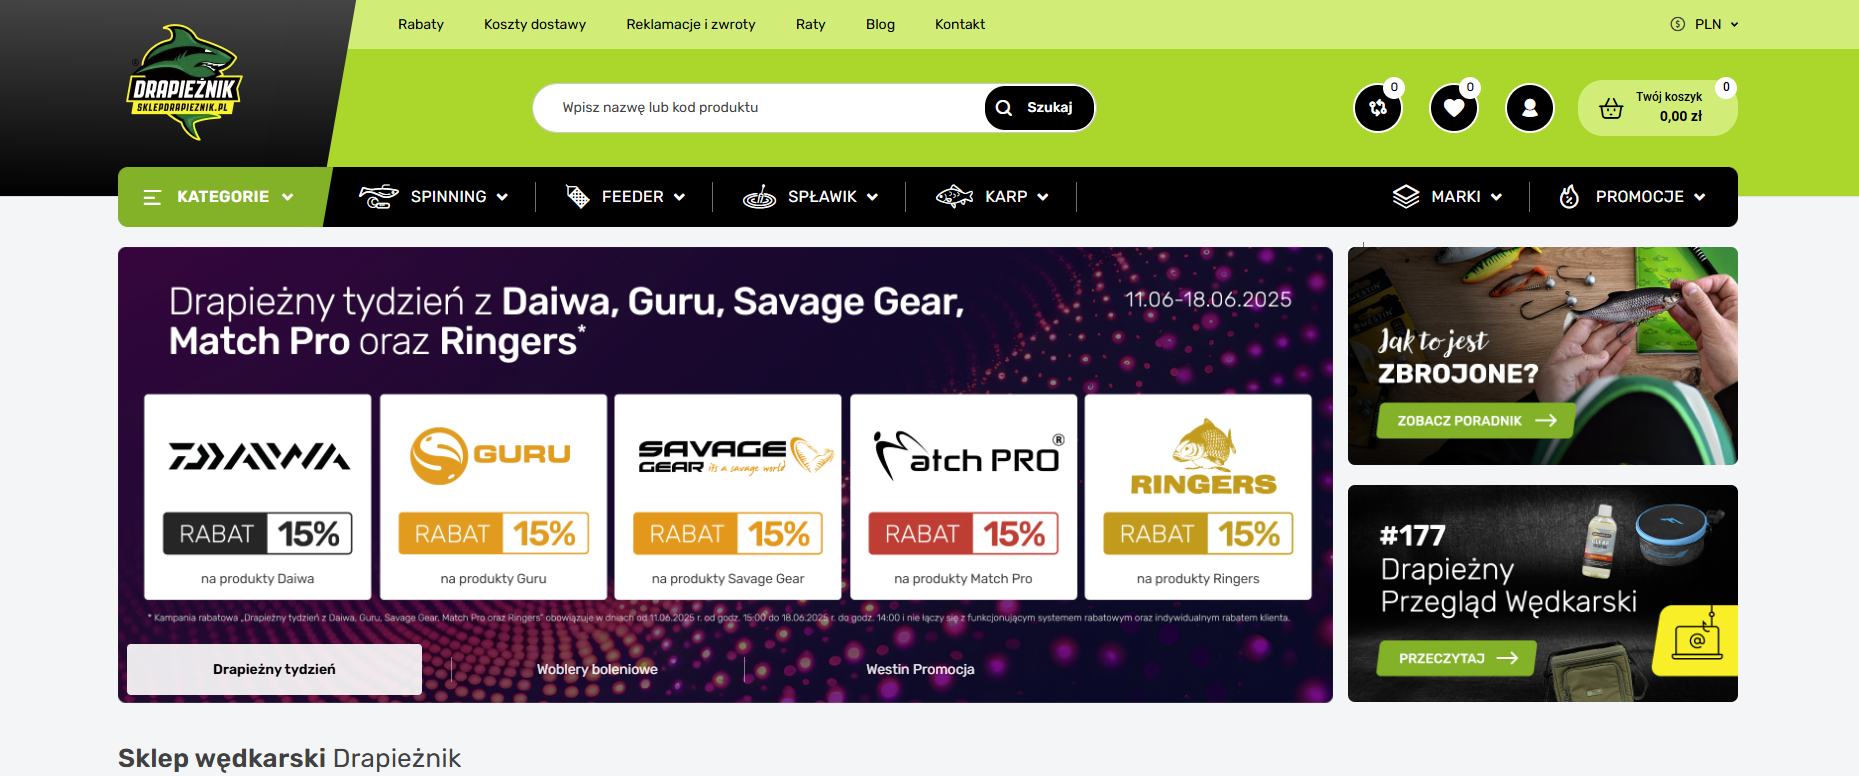 Rabaty
Koszty dostawy
Reklamacje i zwroty
Raty
Blog
Kontakt
PLN
DRAPIEŻNIK
SKLEPDRAPIEZNIK.PL
Wpisz nazwę lub kod produktu
Szukaj
0
0
Twój koszyk
0,00 zł
0
KATEGORIE
SPINNING
FEEDER
SPŁAWIK
KARP
MARKI
PROMOCJE
Drapieżny tydzień z Daiwa, Guru, Savage Gear,
Match Pro oraz Ringers*
11.06-18.06.2025
DAIWA
RABAT 15%
na produkty Daiwa
GURU
RABAT 15%
na produkty Guru
SAVAGE
GEAR its a savage world
RABAT 15%
na produkty Savage Gear
Match PRO®
RABAT 15%
na produkty Match Pro
RINGERS
RABAT 15%
na produkty Ringers
* Kampania rabatowa „Drapieżny tydzień z Daiwa, Guru, Savage Gear, Match Pro oraz Ringers" obowiązuje w dniach od 11.06.2025 r. od godz. 15:00 do 18.06.2025 r. do godz. 14:00 i nie łączy się z funkcjonującym systemem rabatowym oraz indywidualnym rabatem klienta.
Drapieżny tydzień
Woblery boleniowe
Westin Promocja
Jak to jest
ZBROJONE?
ZOBACZ PORADNIK
#177
Drapieżny
Przegląd Wędkarski
PRZECZYTAJ
@
Sklep wędkarski Drapieżnik